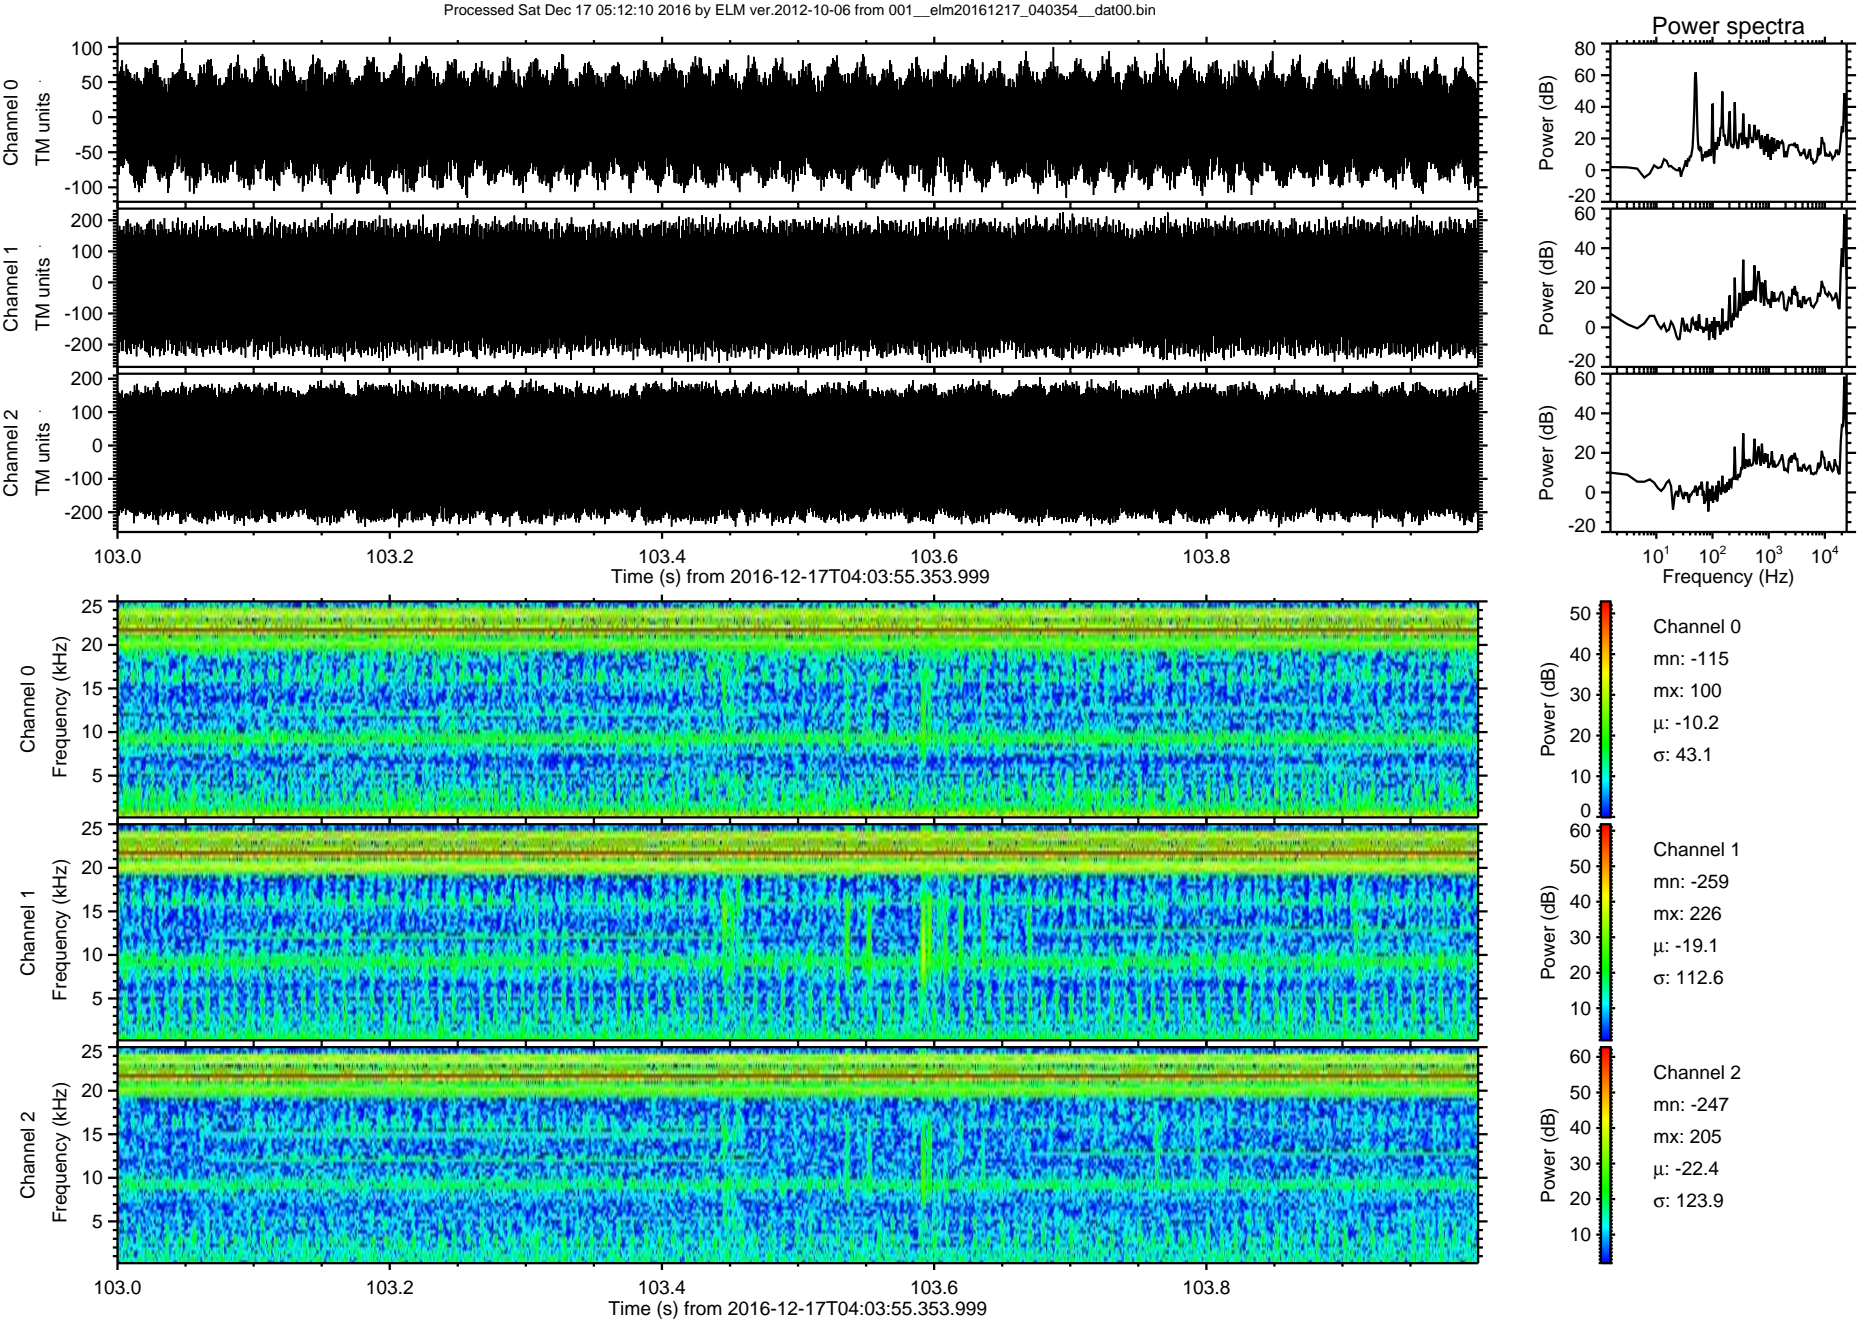 Processed Sat Dec 17 05:12:10 2016 by ELM ver.2012-10-06 from 001__elm20161217_040354__dat00.bin
Power spectra
Channel 0
TM units
100
50
0
-50
-100
Power (dB)
80
60
40
20
0
-20
Channel 1
TM units
200
100
0
-100
-200
Power (dB)
60
40
20
0
-20
Channel 2
TM units
200
100
0
-100
-200
Power (dB)
60
40
20
0
-20
103.0 103.2 103.4 103.6 103.8
Time (s) from 2016-12-17T04:03:55.353.999
10¹ 10² 10³ 10⁴
Frequency (Hz)
Channel 0
Frequency (kHz)
25
20
15
10
5
Power (dB)
50
40
30
20
10
0
Channel 0
mn: -115
mx: 100
µ: -10.2
σ: 43.1
Channel 1
Frequency (kHz)
25
20
15
10
5
Power (dB)
60
50
40
30
20
10
Channel 1
mn: -259
mx: 226
µ: -19.1
σ: 112.6
Channel 2
Frequency (kHz)
25
20
15
10
5
Power (dB)
60
50
40
30
20
10
Channel 2
mn: -247
mx: 205
µ: -22.4
σ: 123.9
103.0 103.2 103.4 103.6 103.8
Time (s) from 2016-12-17T04:03:55.353.999